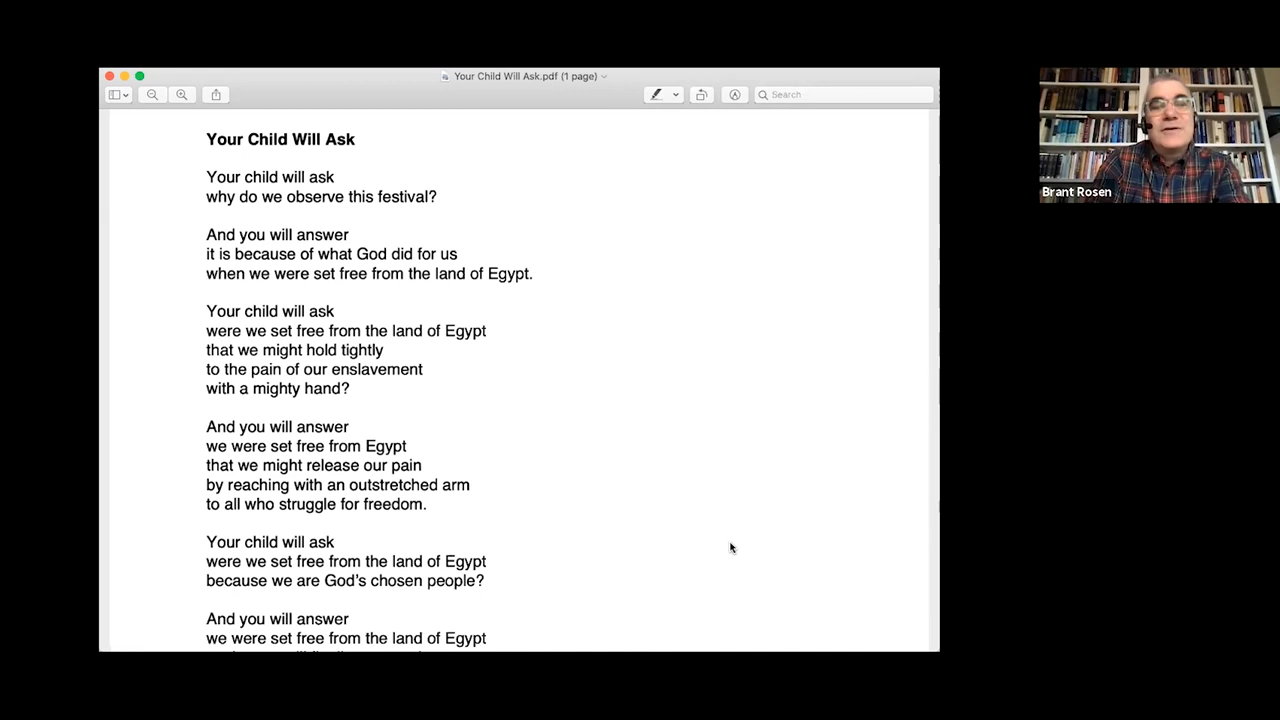 Your Child Will Ask.pdf (1 page)
Search
Your Child Will Ask
Your child will ask
why do we observe this festival?
And you will answer
it is because of what God did for us
when we were set free from the land of Egypt.
Your child will ask
were we set free from the land of Egypt
that we might hold tightly
to the pain of our enslavement
with a mighty hand?
And you will answer
we were set free from Egypt
that we might release our pain
by reaching with an outstretched arm
to all who struggle for freedom.
Your child will ask
were we set free from the land of Egypt
because we are God's chosen people?
And you will answer
we were set free from the land of Egypt
Brant Rosen